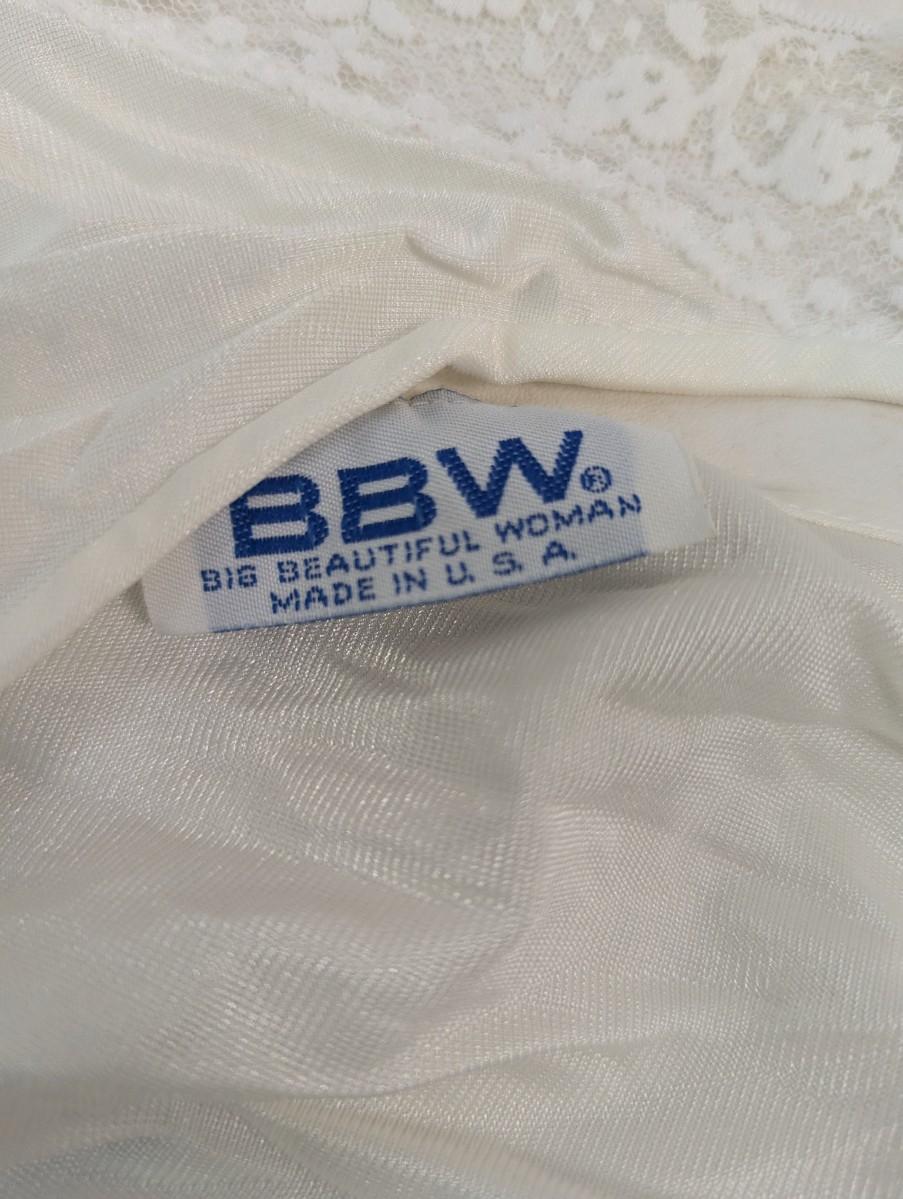 BBW®
BIG BEAUTIFUL WOMAN
MADE IN U. S. A.